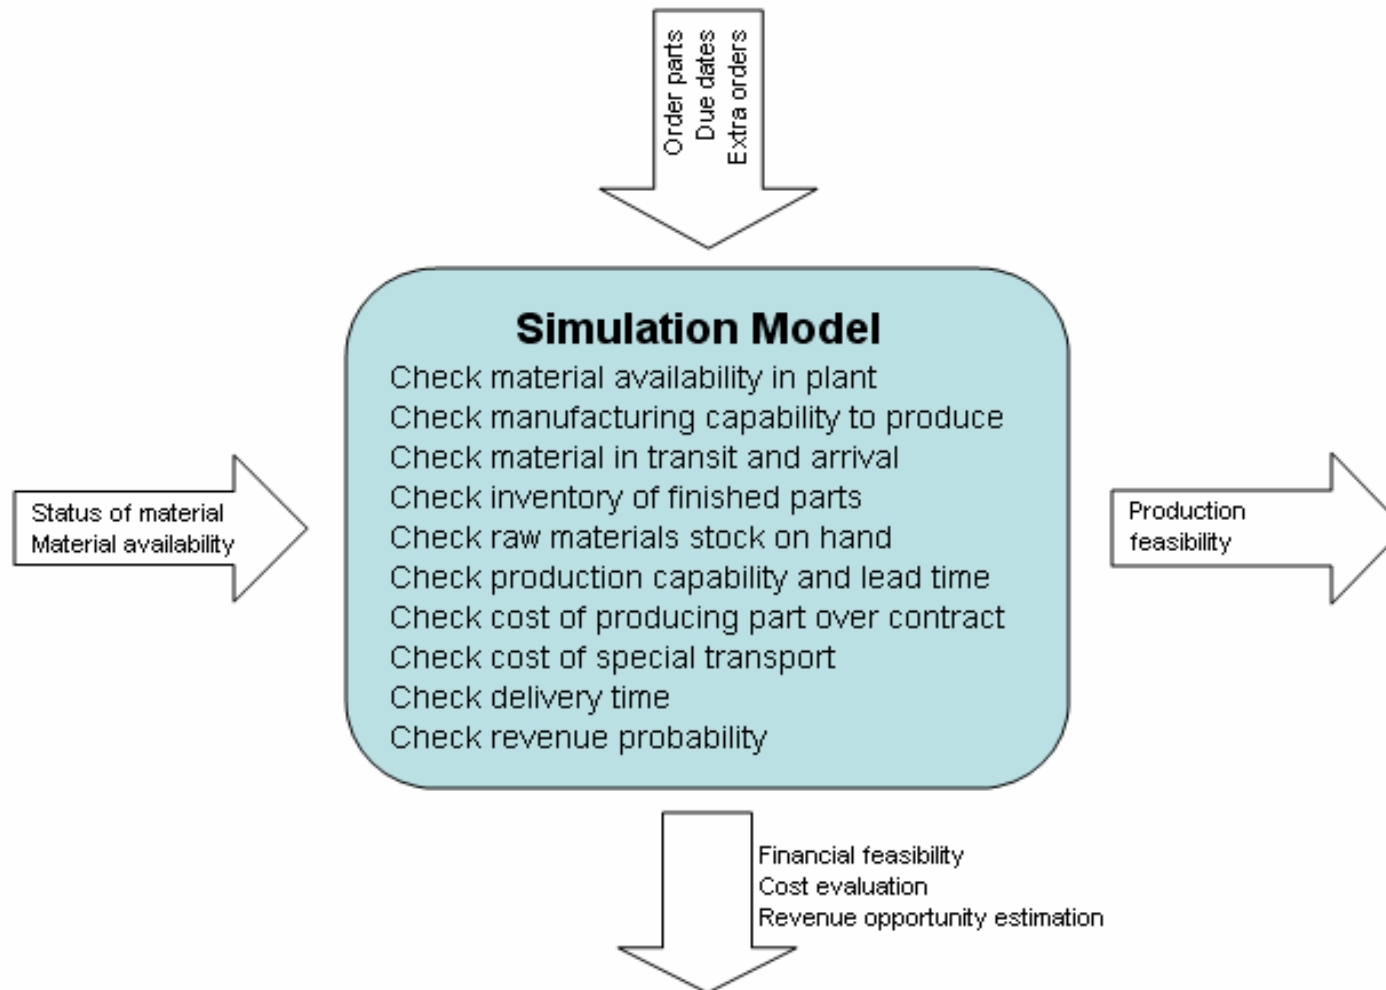 Order parts
Due dates
Extra orders
Simulation Model
Check material availability in plant
Check manufacturing capability to produce
Check material in transit and arrival
Check inventory of finished parts
Check raw materials stock on hand
Check production capability and lead time
Check cost of producing part over contract
Check cost of special transport
Check delivery time
Check revenue probability
Status of material
Material availability
Production
feasibility
Financial feasibility
Cost evaluation
Revenue opportunity estimation